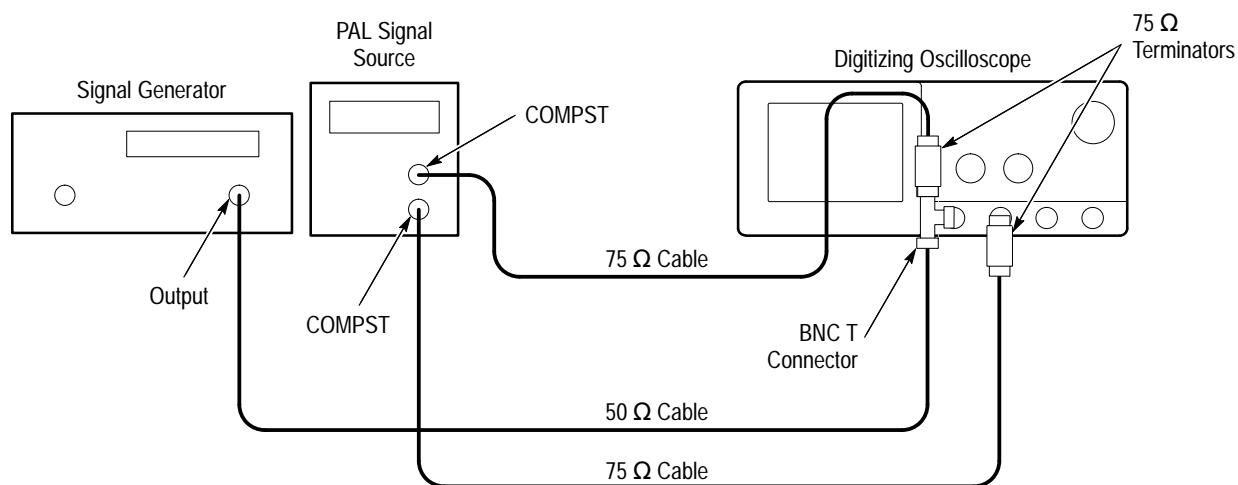 75 Ω
Terminators
PAL Signal
Source
Digitizing Oscilloscope
Signal Generator
COMPST
75 Ω Cable
Output
COMPST
BNC T
Connector
50 Ω Cable
75 Ω Cable